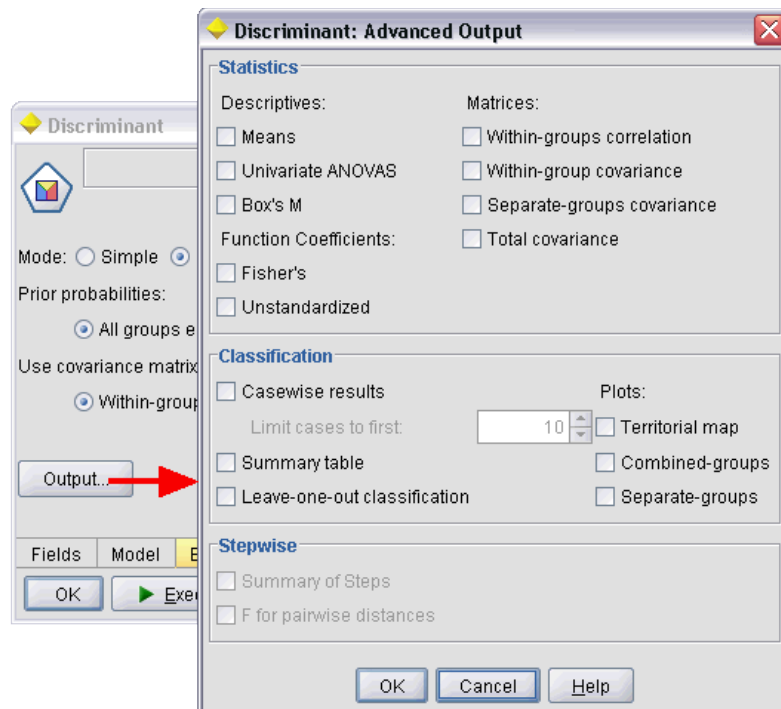 Discriminant: Advanced Output
Statistics
Descriptives:
Matrices:
Means
Within-groups correlation
Univariate ANOVAS
Within-group covariance
Box's M
Separate-groups covariance
Function Coefficients:
Total covariance
Fisher's
Unstandardized
Classification
Casewise results
Plots:
Limit cases to first:
10
Territorial map
Summary table
Combined-groups
Leave-one-out classification
Separate-groups
Stepwise
Summary of Steps
F for pairwise distances
OK
Cancel
Help
Discriminant
Mode: Simple
Prior probabilities:
All groups e
Use covariance matrix
Within-group
Output...
Fields
Model
E
OK
Exe